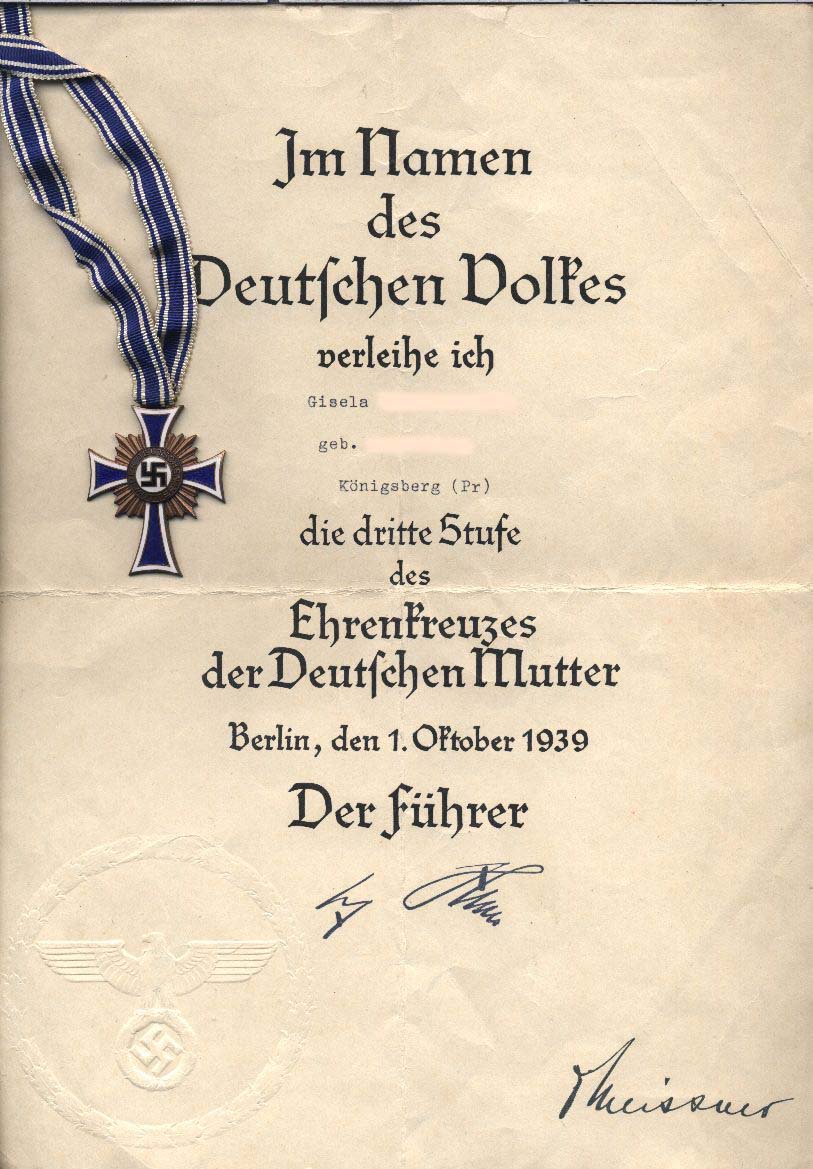 Im Namen
des
Deutschen Volkes
verleihe ich
Gisela
geb.
Königsberg (Pr)
die dritte Stufe
des
Ehrenkreuzes
der Deutschen Mutter
Berlin, den 1. Oktober 1939
Der Führer
Meissner